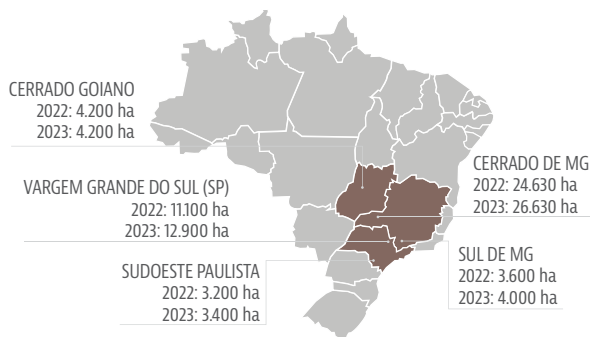 CERRADO GOIANO
2022: 4.200 ha
2023: 4.200 ha
VARGEM GRANDE DO SUL (SP)
2022: 11.100 ha
2023: 12.900 ha
SUDOESTE PAULISTA
2022: 3.200 ha
2023: 3.400 ha
CERRADO DE MG
2022: 24.630 ha
2023: 26.630 ha
SUL DE MG
2022: 3.600 ha
2023: 4.000 ha